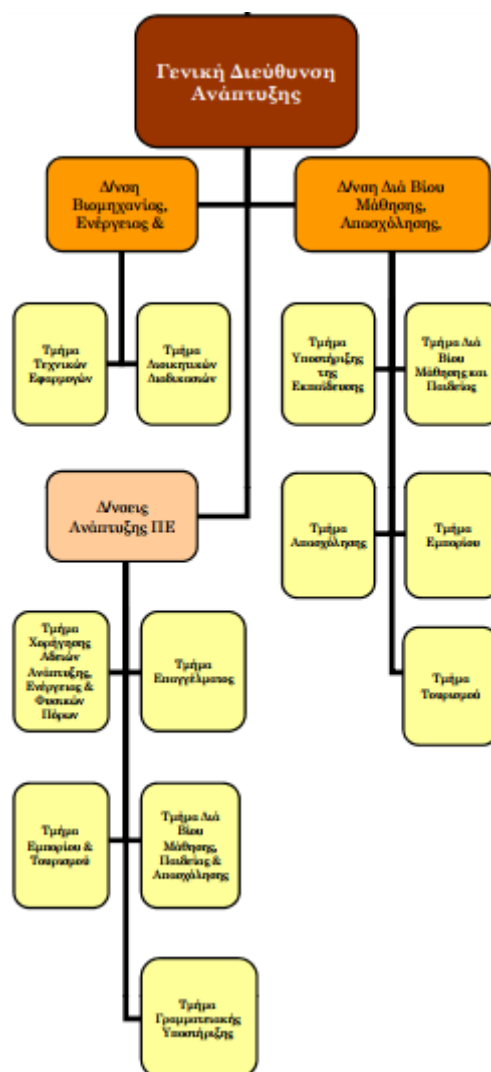 Γενική Διεύθυνση
Ανάπτυξης
Δ/νση
Βιομηχανίας,
Ενέργειας &
Δ/νση Διά Βίου
Μάθησης,
Απασχόλησης,
Τμήμα
Τεχνικών
Εφαρμογών
Τμήμα
Διοικητικών
Διαδικασιών
Τμήμα
Υποστήριξης
της
Εκπαίδευσης
Τμήμα Διά
Βίου
Μάθησης και
Παιδείας
Δ/νσεις
Ανάπτυξης ΠΕ
Τμήμα
Απασχόλησης
Τμήμα
Εμπορίου
Τμήμα
Χορήγησης
Αδειών
Ανάπτυξης,
Ενέργειας &
Φυσικών
Πόρων
Τμήμα
Επαγγέλματος
Τμήμα
Τουρισμού
Τμήμα
Εμπορίου &
Τουρισμού
Τμήμα Διά
Βίου
Μάθησης,
Παιδείας &
Απασχόλησης
Τμήμα
Γραμματειακής
Υποστήριξης